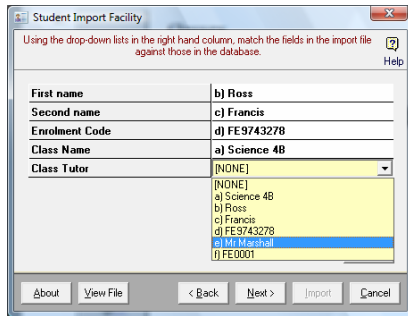 Student Import Facility
Using the drop-down lists in the right hand column, match the fields in the import file
against those in the database.
Help
First name b) Ross
Second name c) Francis
Enrolment Code d) FE9743278
Class Name a) Science 4B
Class Tutor [NONE]
[NONE]
a) Science 4B
b) Ross
c) Francis
d) FE9743278
e) Mr Marshall
f) FE0001
About View File < Back Next > Import Cancel